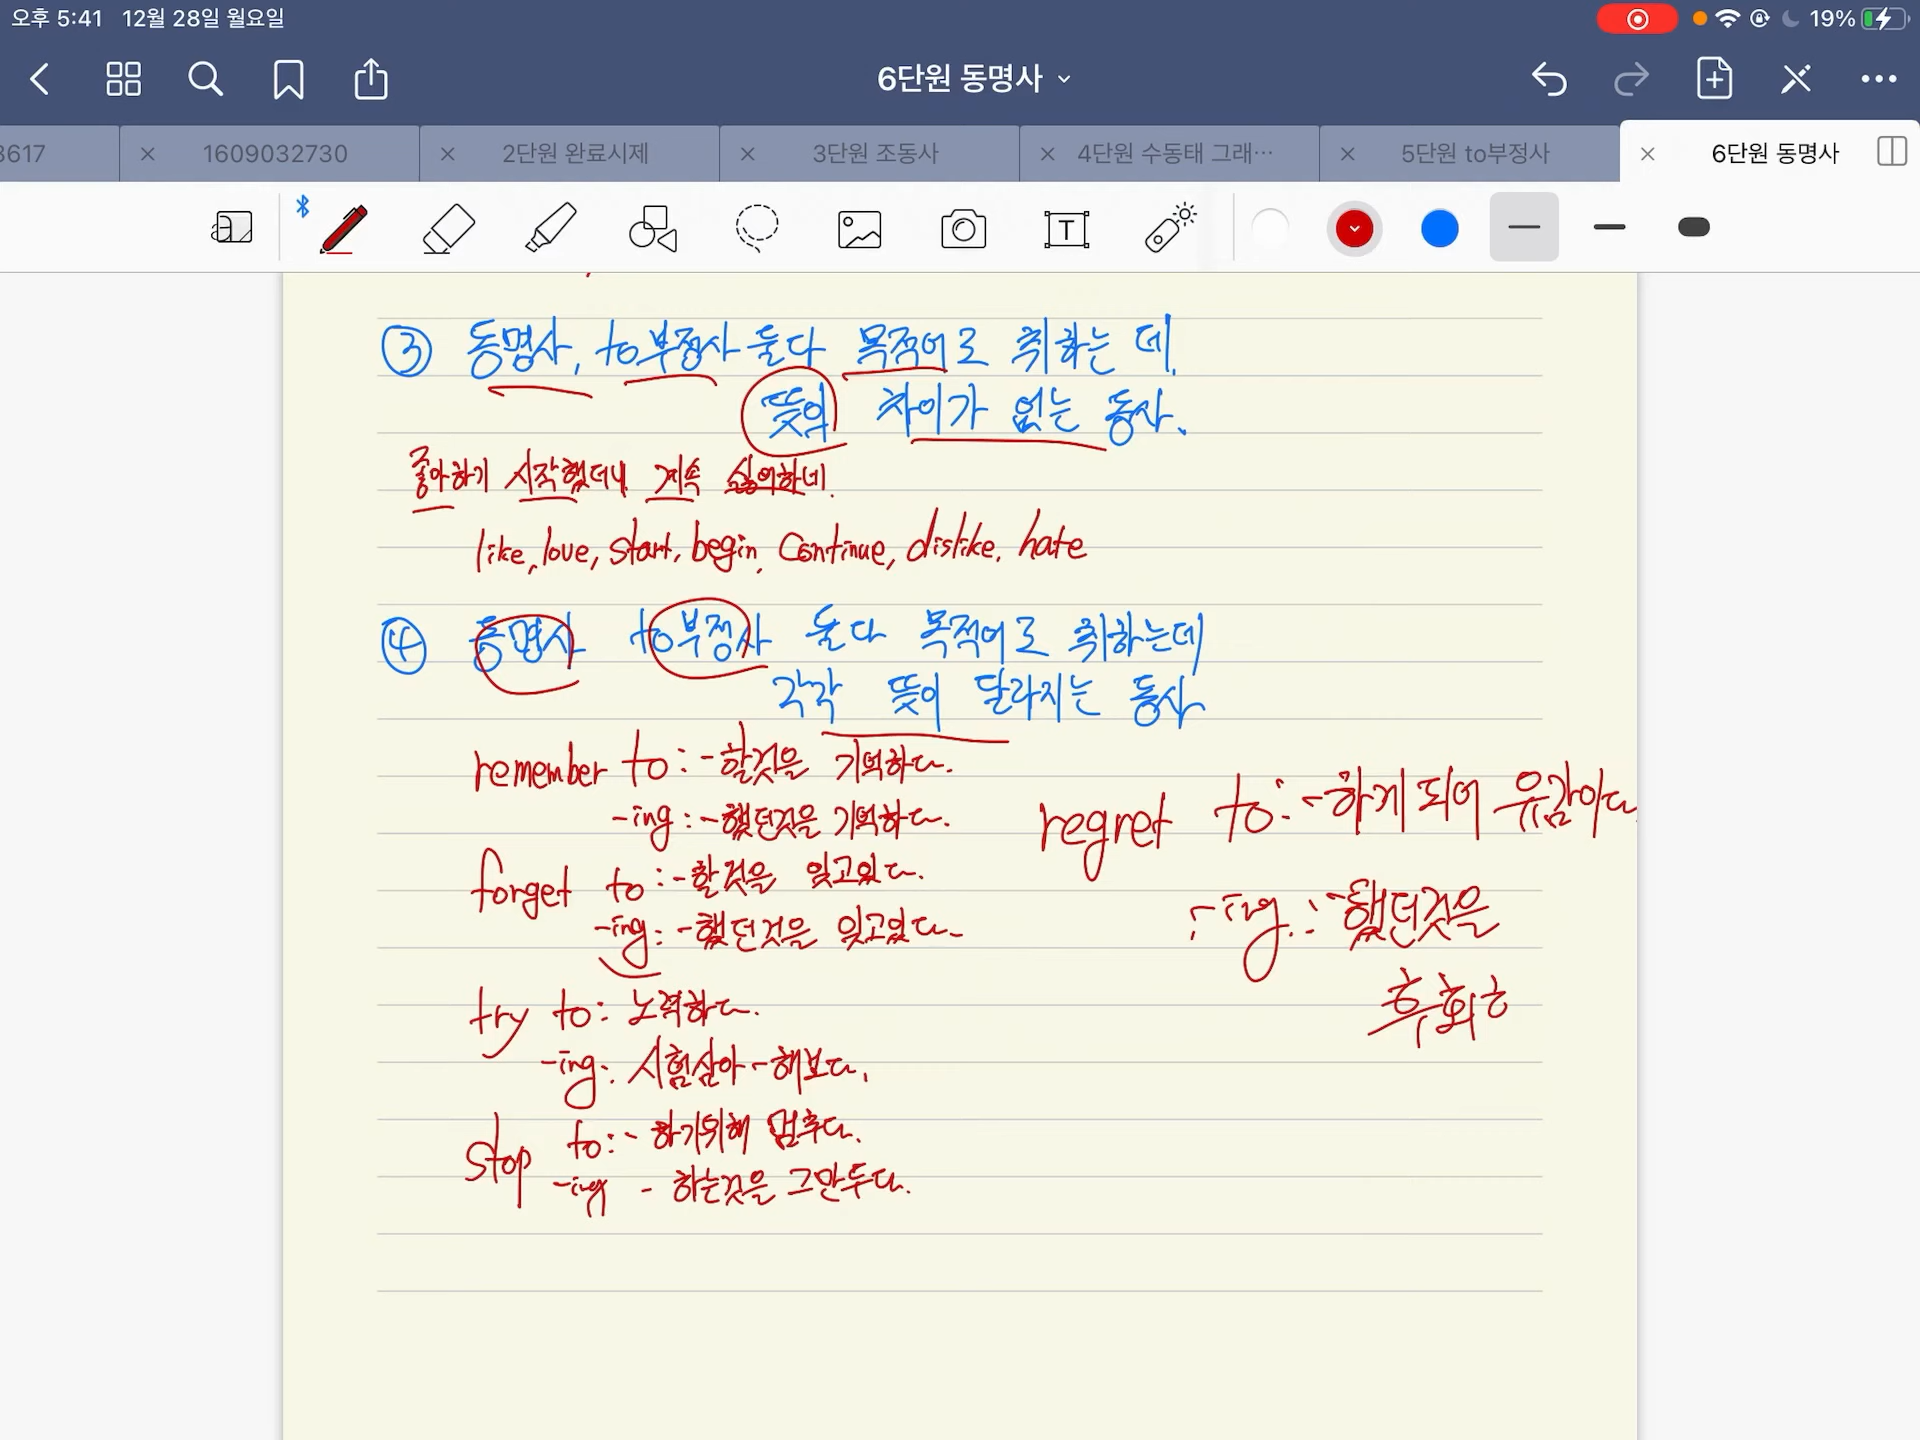 오후 5:41 12월 28일 월요일
19%
6단원 동명사
3617
1609032730
2단원 완료시제
3단원 조동사
4단원 수동태 그래…
5단원 to부정사
6단원 동명사
③ 동명사, to부정사 둘다 목적어로 취하는 데.
뜻의 차이가 없는 동사.
좋아하기 시작했더니 계속 싫어하네.
like, love, start, begin, continue, dislike, hate
④ 동명사 to부정사 둘다 목적어로 취하는데
각각 뜻이 달라지는 동사
remember to : -할것을 기억하다.
-ing : -했던것을 기억하다.
forget to : -할것을 잊고있다.
-ing : -했던것을 잊고있다-
try to : 노력하다.
-ing : 시험삼아 -해보다.
stop to : - 하기위해 멈추다.
-ing - 하는것을 그만두다.
regret to : -하게 되어 유감이다.
-ing : -했던것을
후회ㅎ